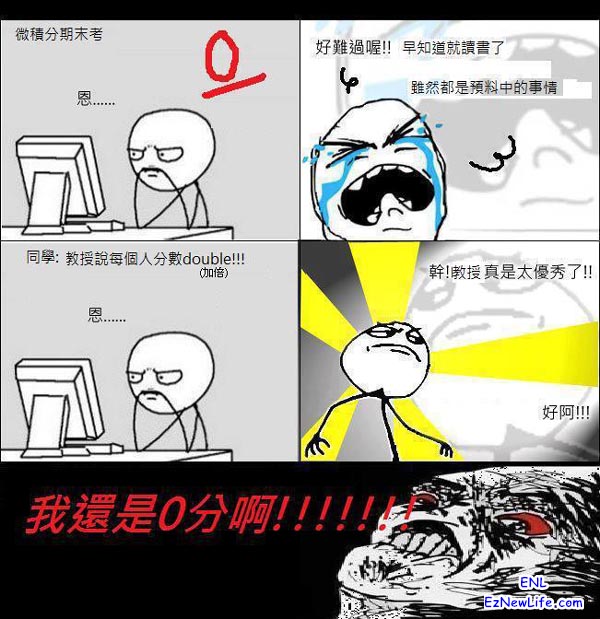 微積分期末考
0
恩......
好難過喔!! 早知道就讀書了
雖然都是預料中的事情
同學: 教授說每個人分數double!!!
(加倍)
恩......
幹!教授真是太優秀了!!
好阿!!!
我還是0分啊!!!!!!!
ENL
EzNewLife.com